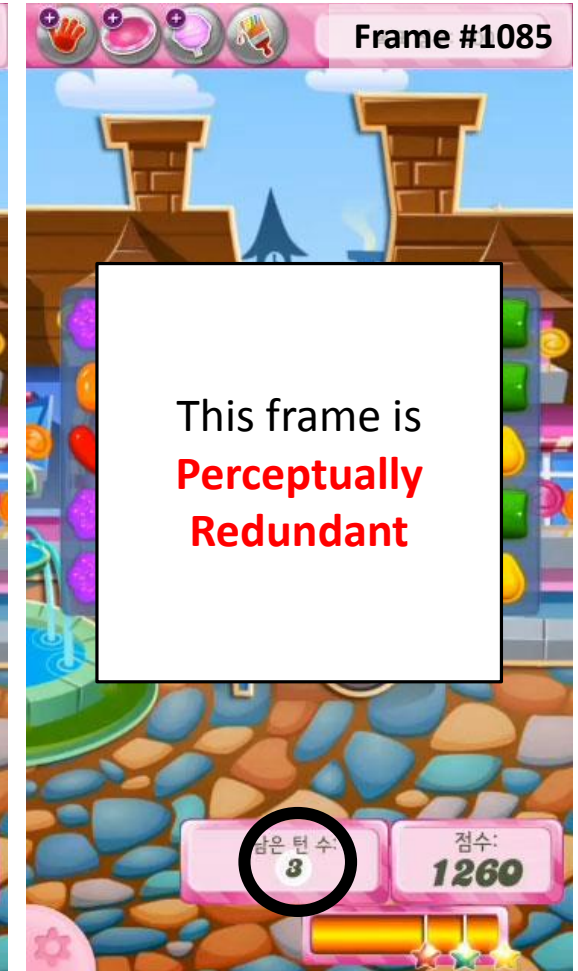 Frame #1085
This frame is
Perceptually
Redundant
남은 턴 수:
3
점수:
1260